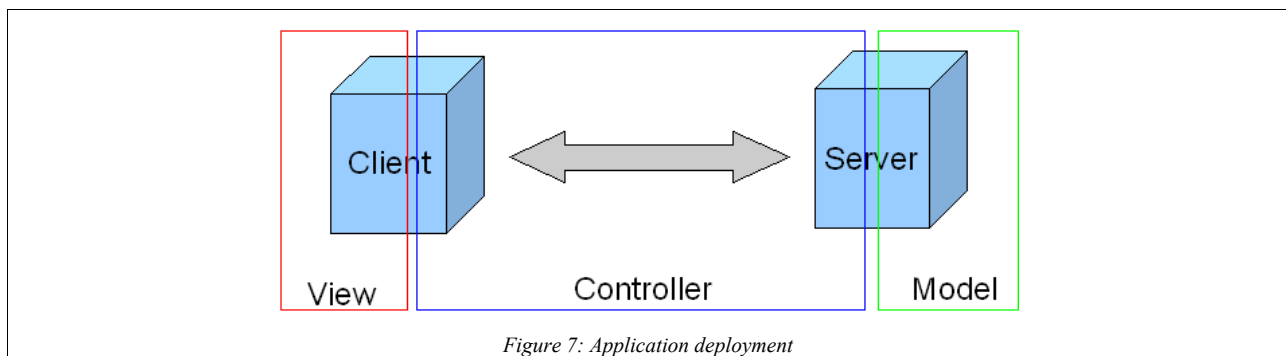 Client
Server
View
Controller
Model
Figure 7: Application deployment